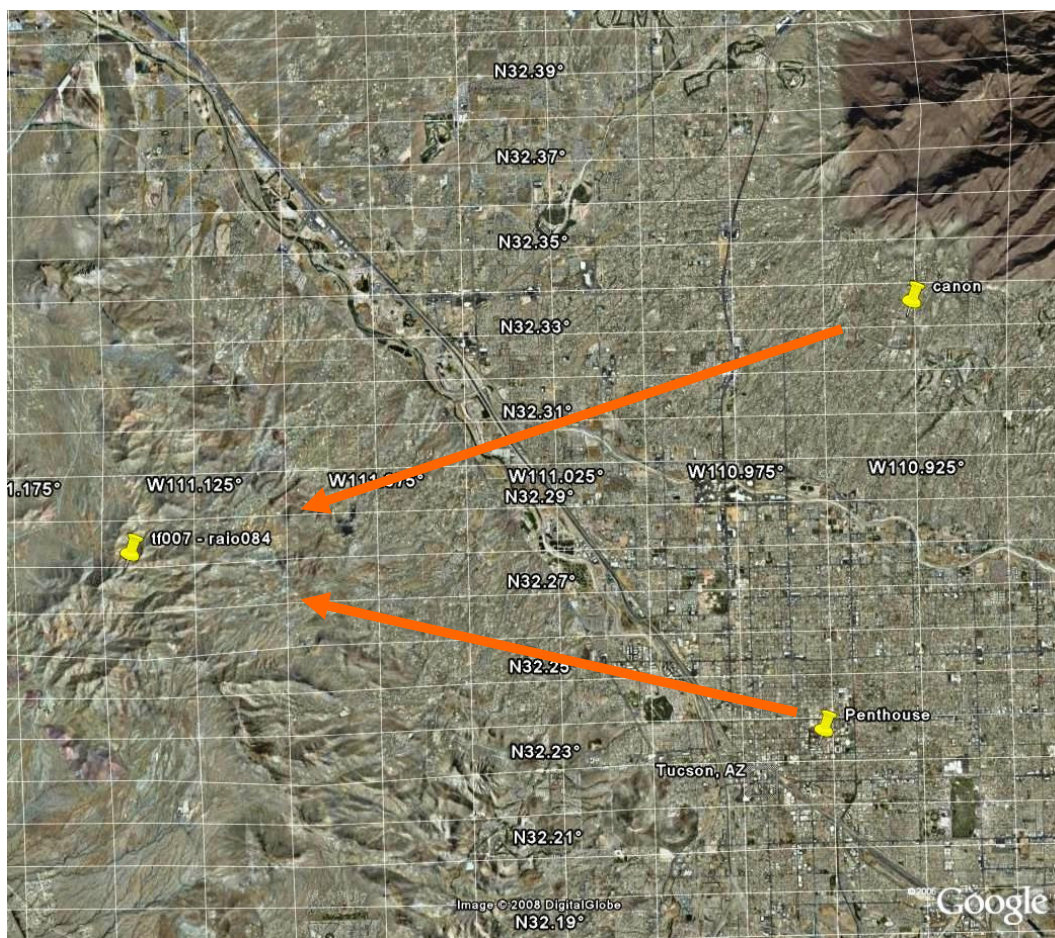 N32.39°
N32.37°
N32.35°
canon
N32.33°
N32.31°
W111.125°
W111.025°
W110.975°
W110.925°
N32.29°
tf007 - raio084
N32.27°
N32.25°
Penthouse
N32.23°
Tucson, AZ
N32.21°
Image © 2008 DigitalGlobe
Google
N32.19°